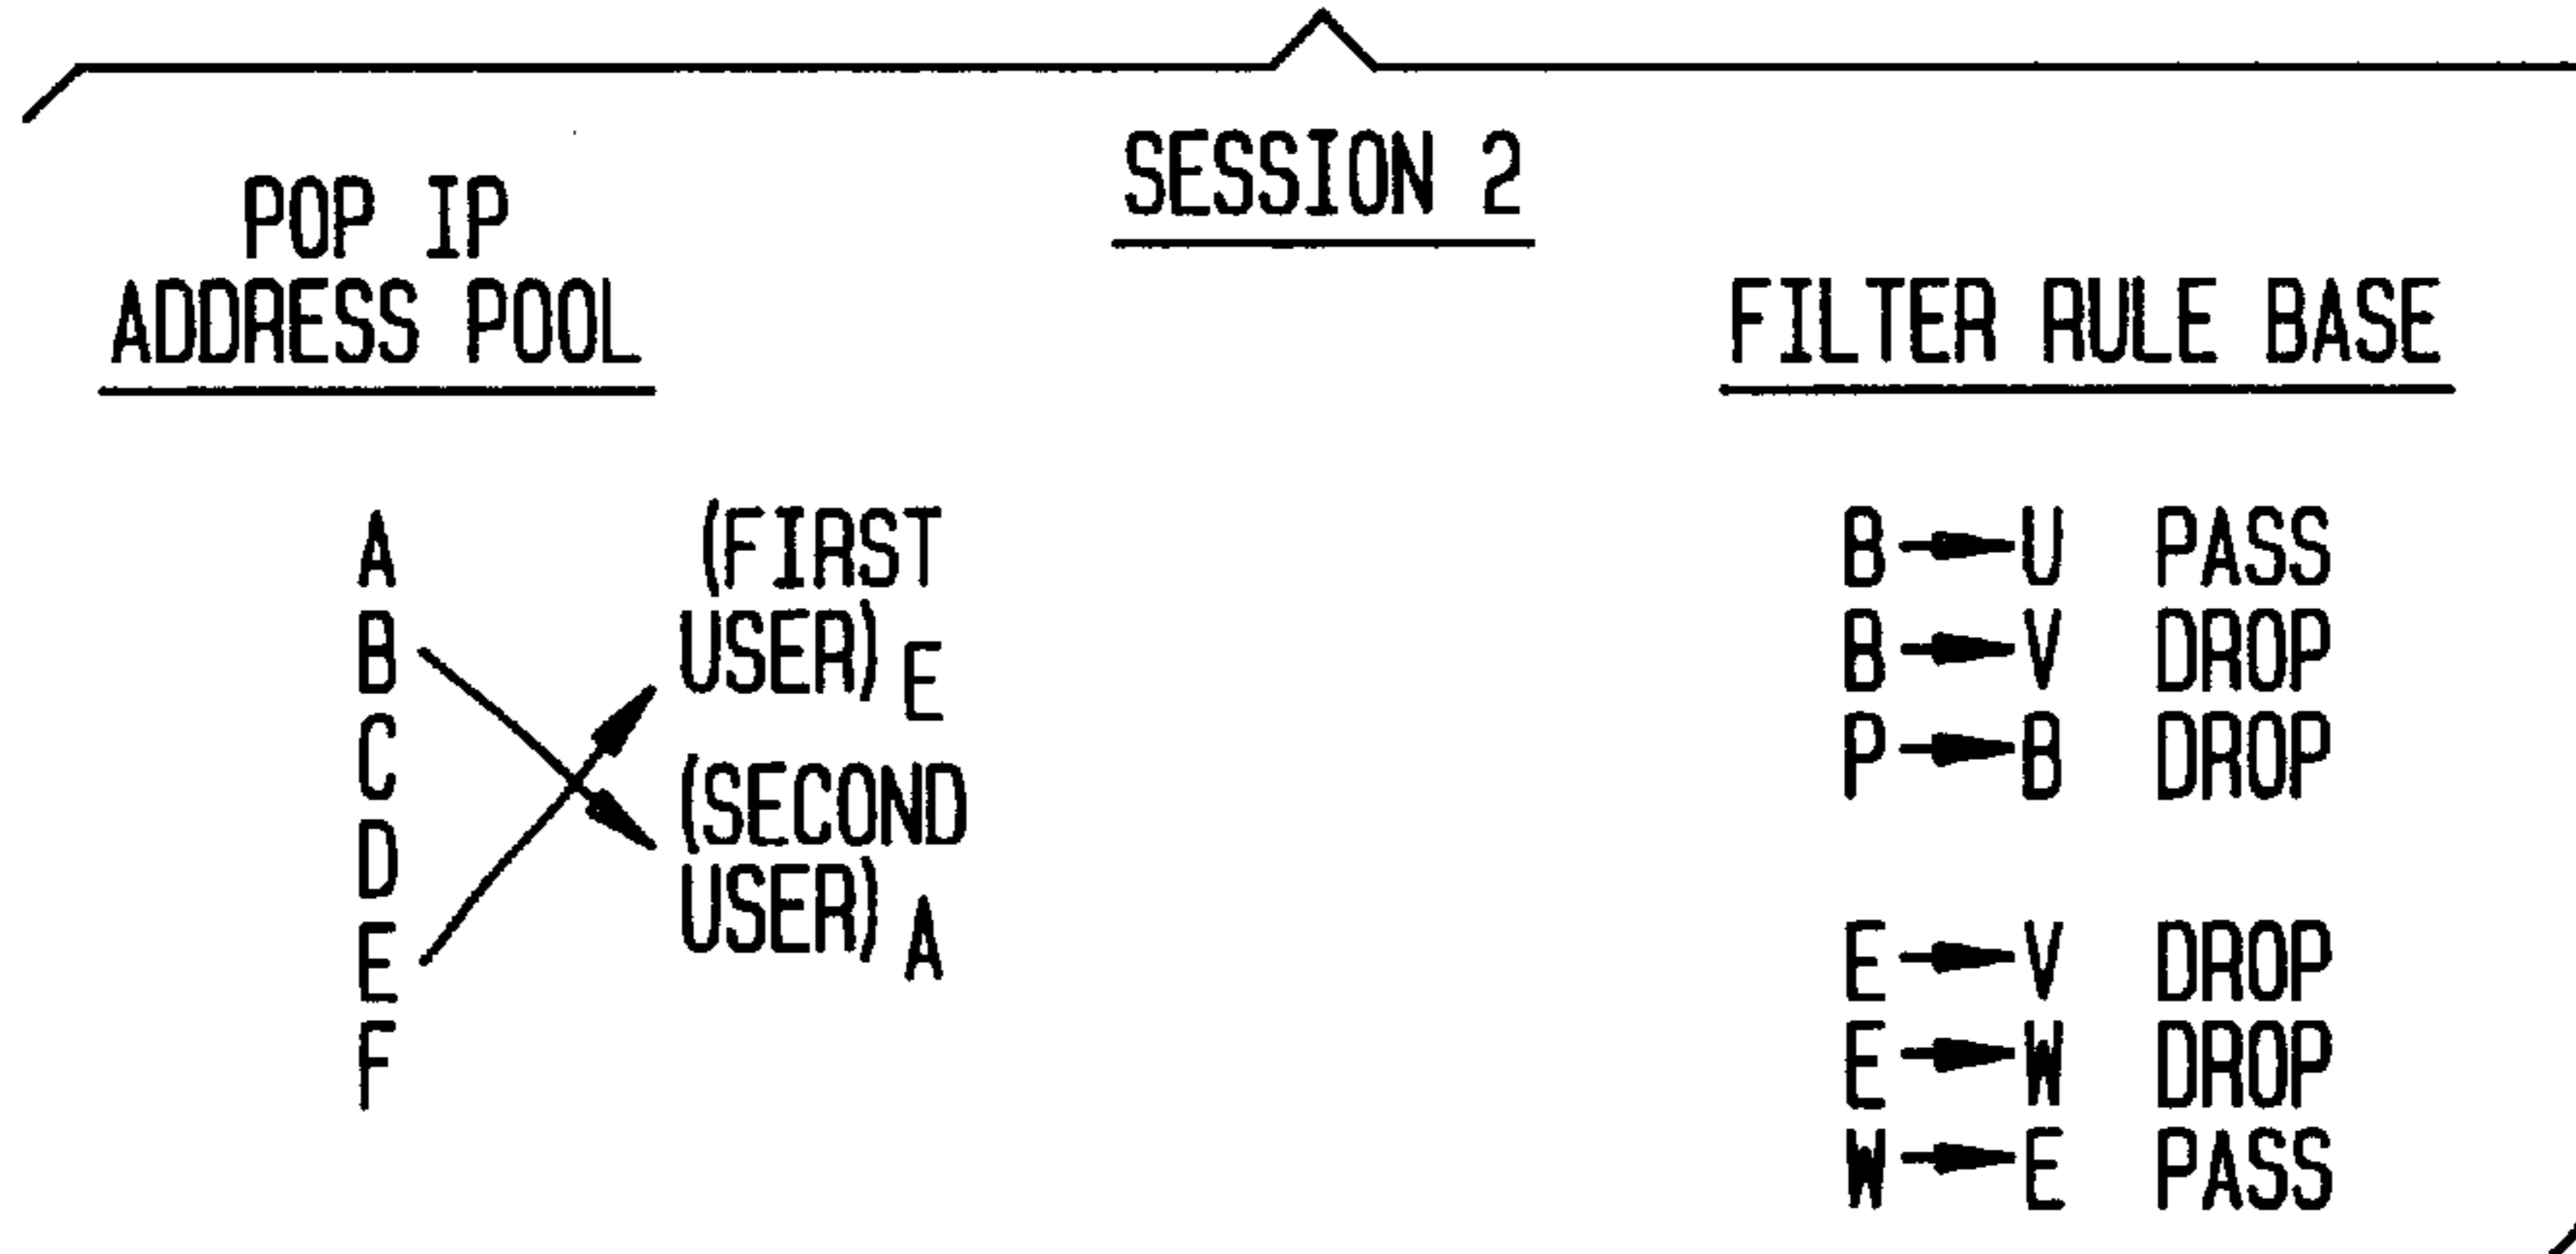 SESSION 2
POP IP
ADDRESS POOL
A
B
C
D
E
F
(FIRST
USER) E
(SECOND
USER) A
FILTER RULE BASE
B → U PASS
B → V DROP
P → B DROP
E → V DROP
E → W DROP
W → E PASS